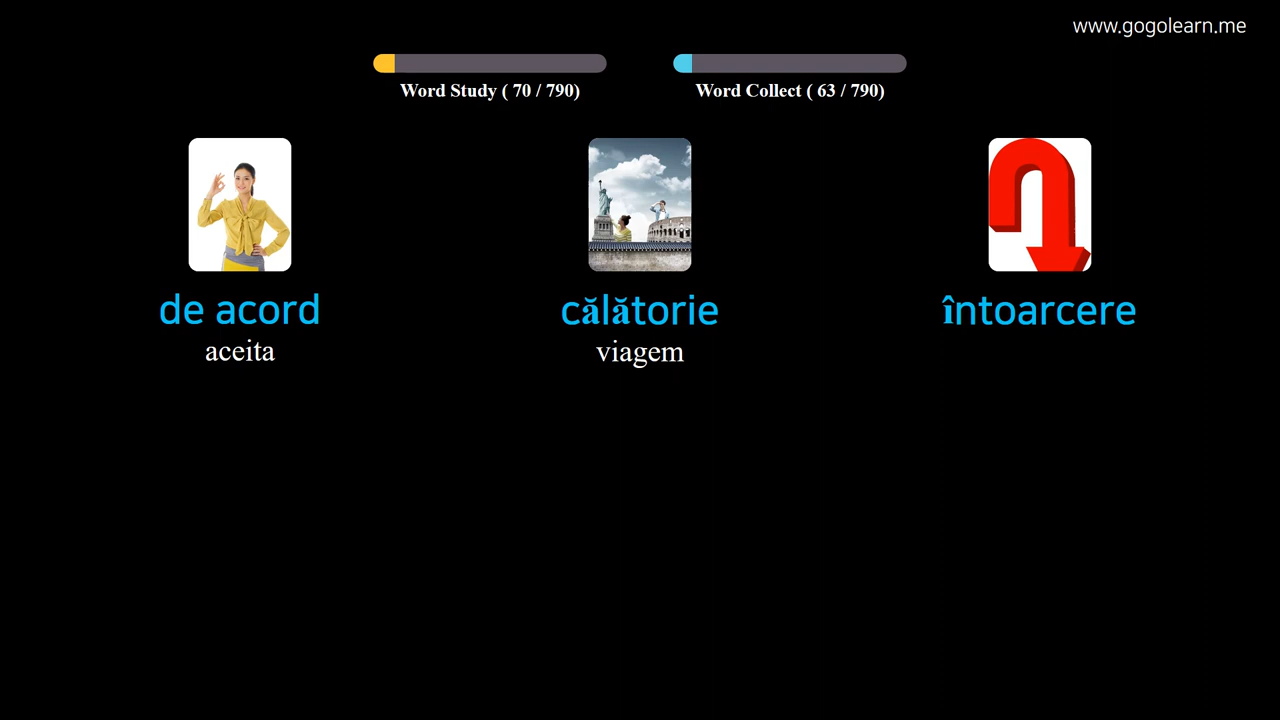 www.gogolearn.me
Word Study ( 70 / 790)
Word Collect ( 63 / 790)
de acord
călătorie
întoarcere
aceita
viagem